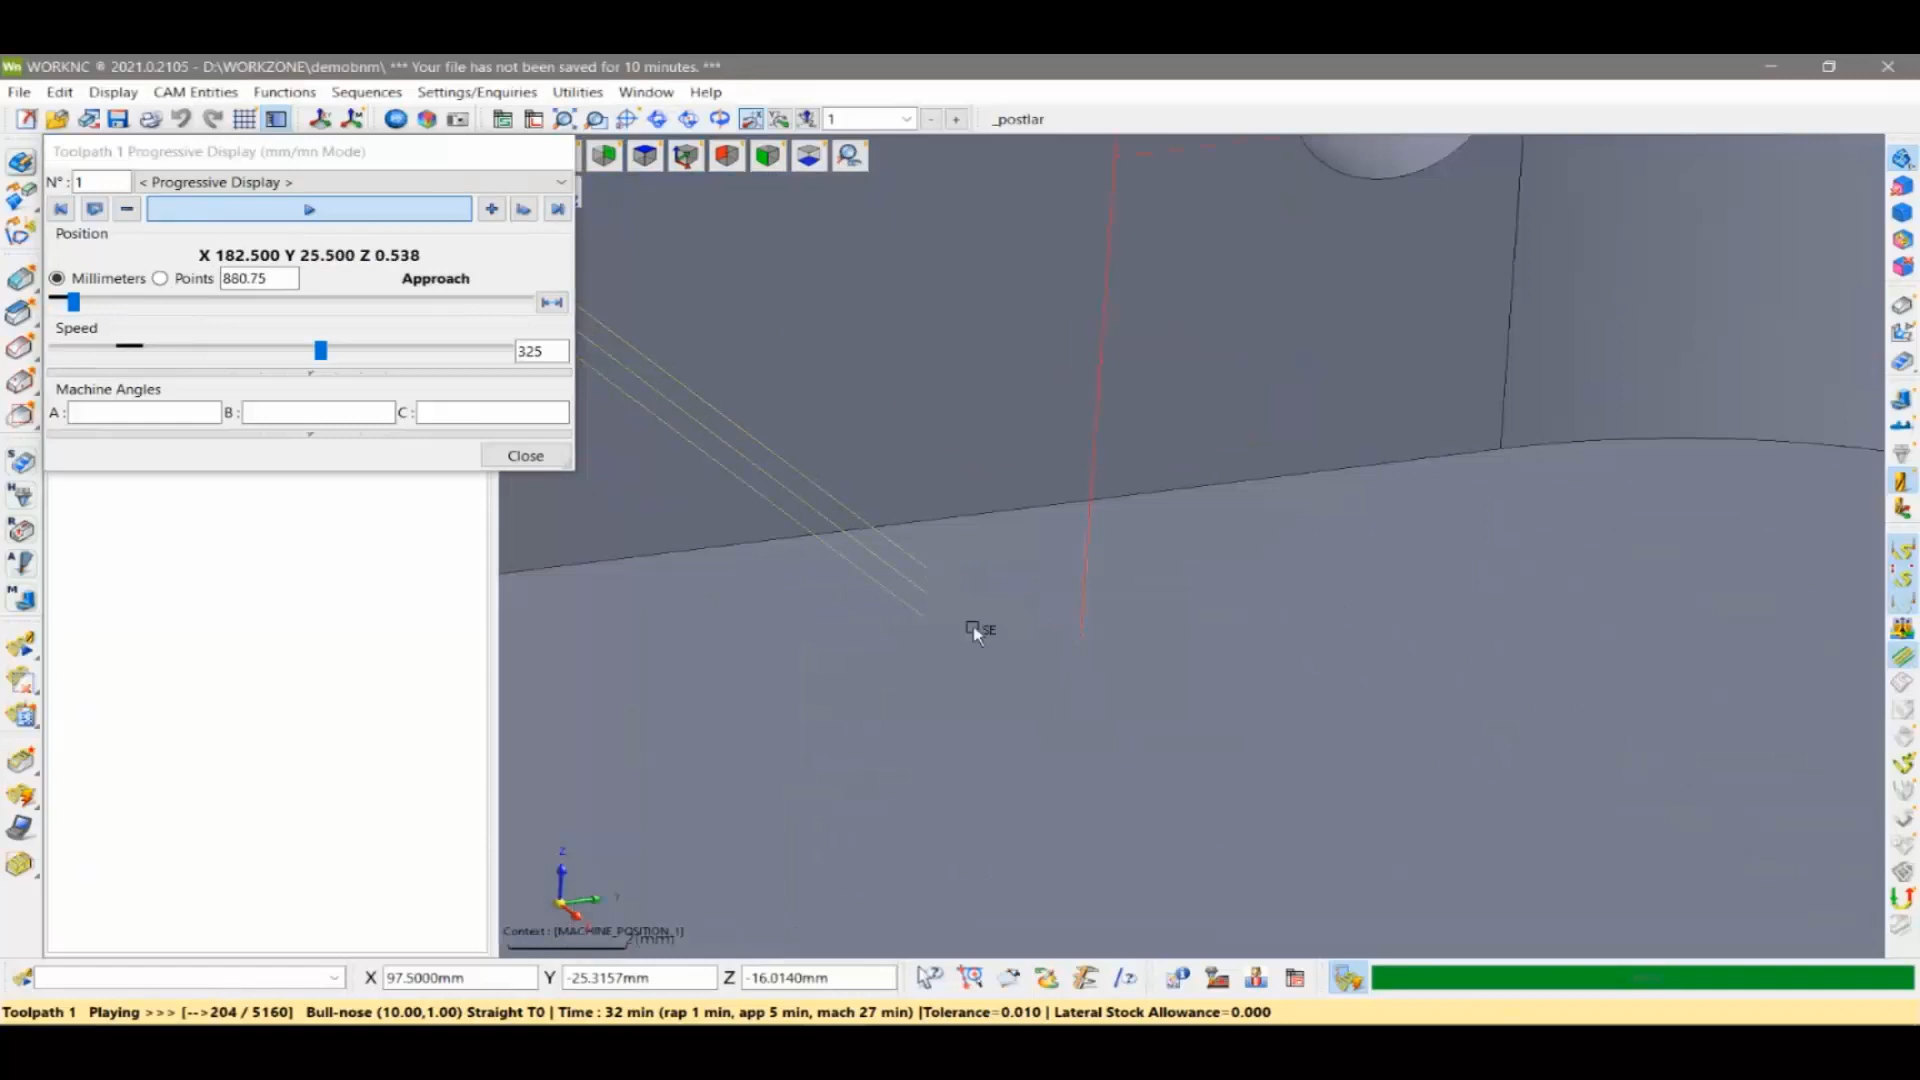 WORKNC ® 2021.0.2105 - D:\WORKZONE\demobnm\ *** Your file has not been saved for 10 minutes. ***
File Edit Display CAM Entities Functions Sequences Settings/Enquiries Utilities Window Help
1 - + _postlar
Toolpath 1 Progressive Display (mm/mn Mode)
N° : 1 < Progressive Display >
Position
X 182.500 Y 25.500 Z 0.538
Millimeters Points 880.75 Approach
Speed
325
Machine Angles
A : B : C :
Close
SE
Z
Context : [MACHINE_POSITION_1]
X 97.5000mm Y -25.3157mm Z -16.0140mm
Toolpath 1 Playing >>> [-->204 / 5160] Bull-nose (10.00,1.00) Straight T0 | Time : 32 min (rap 1 min, app 5 min, mach 27 min) |Tolerance=0.010 | Lateral Stock Allowance=0.000